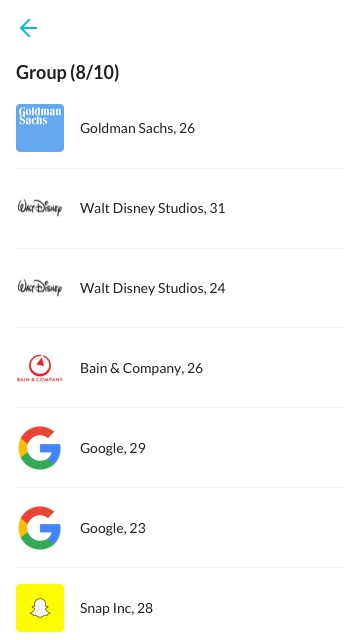 Group (8/10)
Goldman
Sachs
Goldman Sachs, 26
Walt Disney
Walt Disney Studios, 31
Walt Disney
Walt Disney Studios, 24
BAIN & COMPANY
Bain & Company, 26
Google, 29
Google, 23
Snap Inc, 28